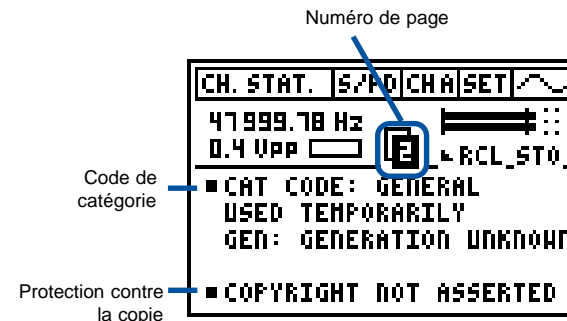 Numéro de page
CH. STAT. S/PD CHA SET
47999.78 Hz
0.4 Vpp 2 RCL_STO_
Code de
catégorie
CAT CODE: GENERAL
USED TEMPORARILY
GEN: GENERATION UNKNOWN
Protection contre
la copie
COPYRIGHT NOT ASSERTED